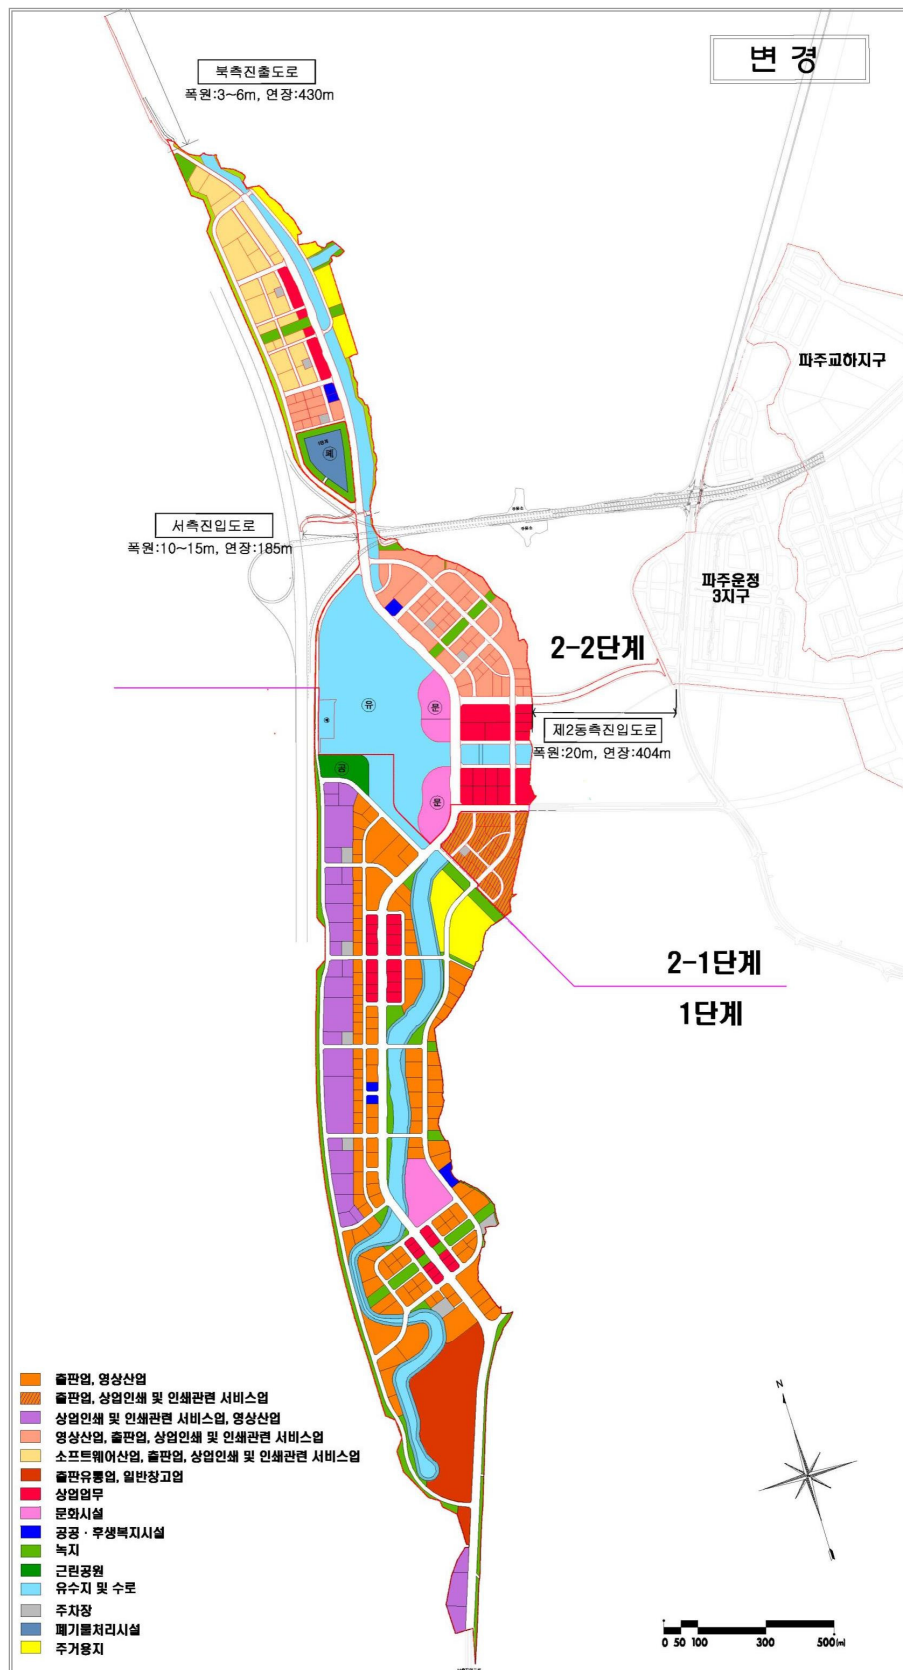 변 경
북측진출도로
폭원:3~6m, 연장:430m
파주교하지구
폐
서측진입도로
폭원:10~15m, 연장:185m
파주운정
3지구
2-2단계
유
문
제2동측진입도로
폭원:20m, 연장:404m
공
문
2-1단계
1단계
출판업, 영상산업
출판업, 상업인쇄 및 인쇄관련 서비스업
상업인쇄 및 인쇄관련 서비스업, 영상산업
영상산업, 출판업, 상업인쇄 및 인쇄관련 서비스업
소프트웨어산업, 출판업, 상업인쇄 및 인쇄관련 서비스업
출판유통업, 일반창고업
상업업무
문화시설
공공 · 후생복지시설
녹지
근린공원
유수지 및 수로
주차장
폐기물처리시설
주거용지
N
0 50 100 300 500(m)